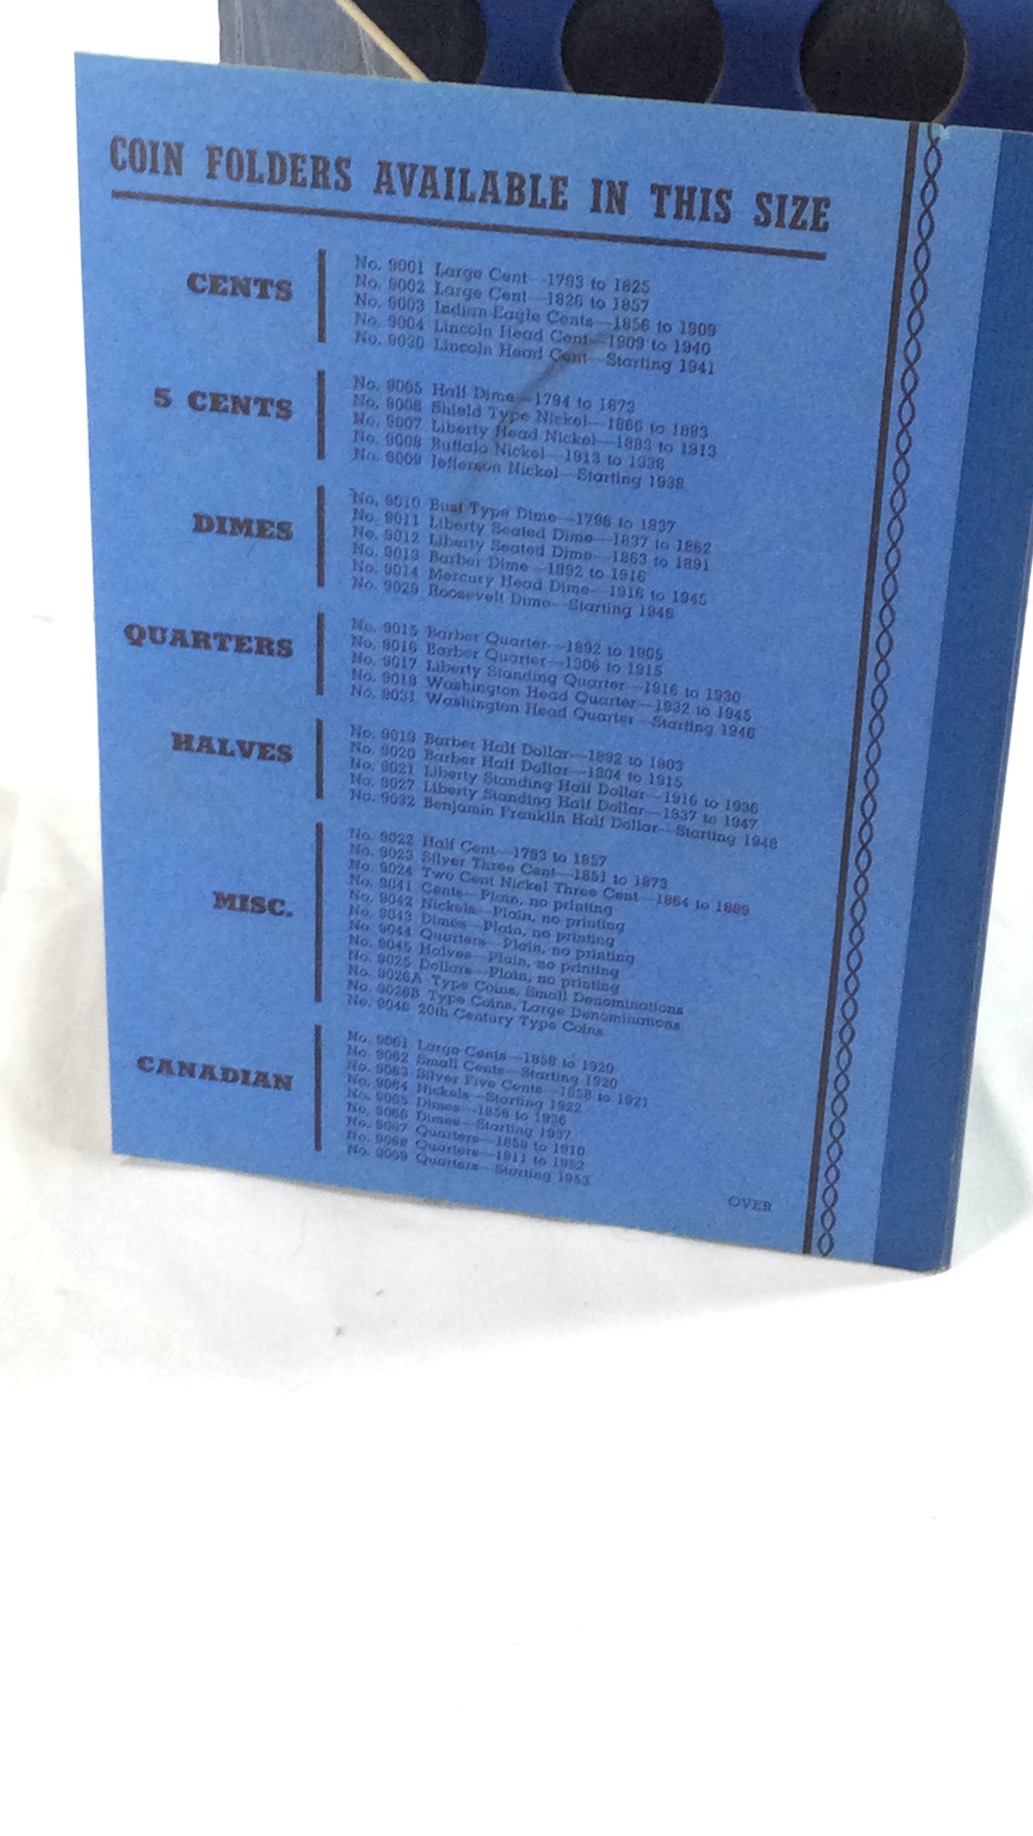 COIN FOLDERS AVAILABLE IN THIS SIZE
CENTS
No. 9001 Large Cent—1793 to 1825
No. 9002 Large Cent—1826 to 1857
No. 9003 Indian-Eagle Cents—1856 to 1909
No. 9004 Lincoln Head Cent—1909 to 1940
No. 9030 Lincoln Head Cent—Starting 1941
5 CENTS
No. 9005 Half Dime—1794 to 1873
No. 9006 Shield Type Nickel—1866 to 1883
No. 9007 Liberty Head Nickel—1883 to 1913
No. 9008 Buffalo Nickel—1913 to 1938
No. 9009 Jefferson Nickel—Starting 1938
DIMES
No. 9010 Bust Type Dime—1796 to 1837
No. 9011 Liberty Seated Dime—1837 to 1862
No. 9012 Liberty Seated Dime—1863 to 1891
No. 9013 Barber Dime—1892 to 1916
No. 9014 Mercury Head Dime—1916 to 1945
No. 9029 Roosevelt Dime—Starting 1946
QUARTERS
No. 9015 Barber Quarter—1892 to 1905
No. 9016 Barber Quarter—1906 to 1915
No. 9017 Liberty Standing Quarter—1916 to 1930
No. 9018 Washington Head Quarter—1932 to 1945
No. 9031 Washington Head Quarter—Starting 1946
HALVES
No. 9019 Barber Half Dollar—1892 to 1903
No. 9020 Barber Half Dollar—1904 to 1915
No. 9021 Liberty Standing Half Dollar—1916 to 1936
No. 9027 Liberty Standing Half Dollar—1937 to 1947
No. 9032 Benjamin Franklin Half Dollar—Starting 1948
MISC.
No. 9022 Half Cent—1793 to 1857
No. 9023 Silver Three Cent—1851 to 1873
No. 9024 Two Cent Nickel Three Cent—1864 to 1889
No. 9041 Cents—Plain, no printing
No. 9042 Nickels—Plain, no printing
No. 9043 Dimes—Plain, no printing
No. 9044 Quarters—Plain, no printing
No. 9045 Halves—Plain, no printing
No. 9025 Dollars—Plain, no printing
No. 9026A Type Coins, Small Denominations
No. 9026B Type Coins, Large Denominations
No. 9046 20th Century Type Coins
CANADIAN
No. 9061 Large Cents—1858 to 1920
No. 9062 Small Cents—Starting 1920
No. 9063 Silver Five Cents—1858 to 1921
No. 9064 Nickels—Starting 1922
No. 9065 Dimes—1858 to 1936
No. 9066 Dimes—Starting 1937
No. 9067 Quarters—1858 to 1910
No. 9068 Quarters—1911 to 1952
No. 9069 Quarters—Starting 1953
OVER